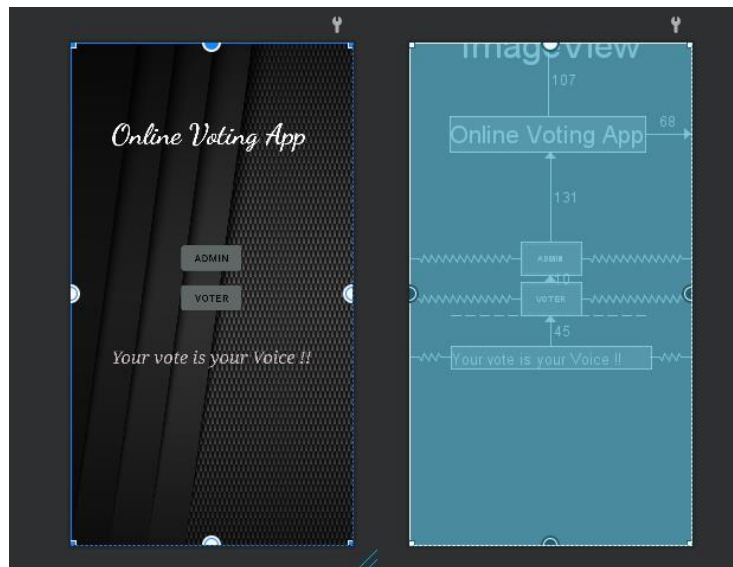 Online Voting App
ADMIN
VOTER
Your vote is your Voice !!
ImageView
107
Online Voting App
68
131
ADMIN
10
VOTER
45
Your vote is your Voice !!